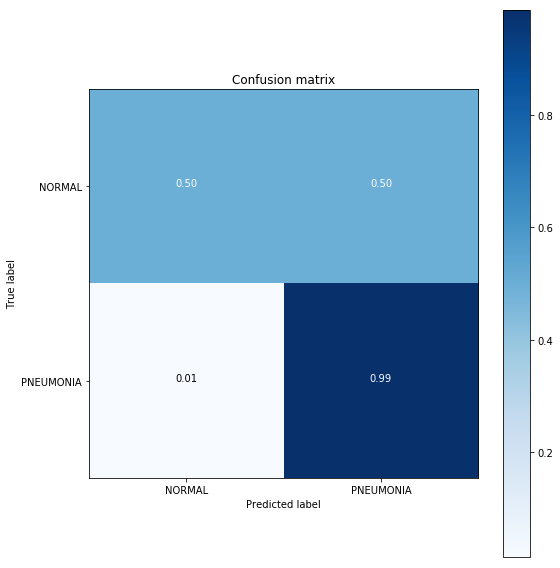 Confusion matrix
0.8
NORMAL
0.50
0.50
0.6
True label
0.4
PNEUMONIA
0.01
0.99
0.2
NORMAL
PNEUMONIA
Predicted label